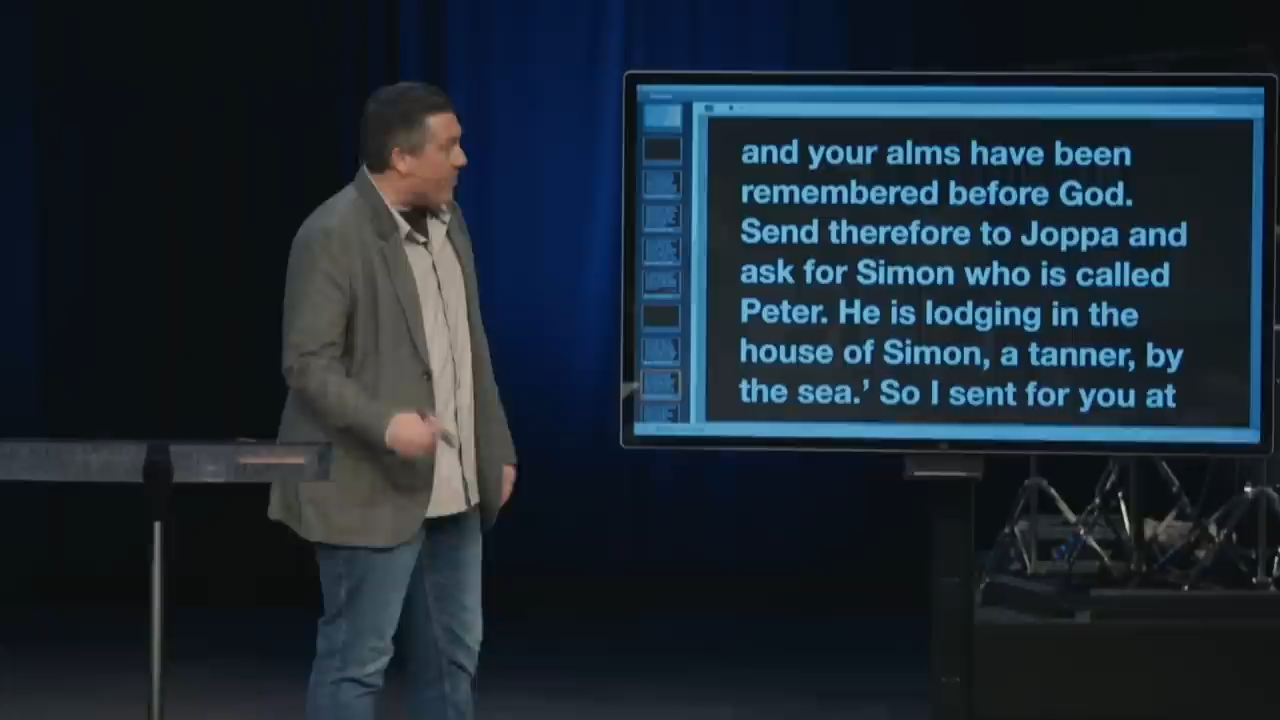 and your alms have been
remembered before God.
Send therefore to Joppa and
ask for Simon who is called
Peter. He is lodging in the
house of Simon, a tanner, by
the sea.’ So I sent for you at